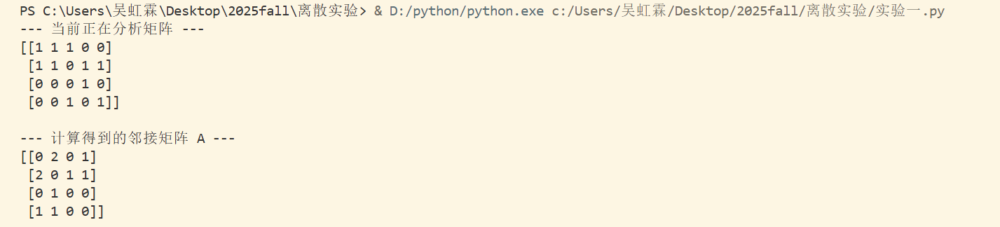 PS C:\Users\吴虹霖\Desktop\2025fall\离散实验> & D:/python/python.exe c:/Users/吴虹霖/Desktop/2025fall/离散实验/实验一.py
--- 当前正在分析矩阵 ---
[[1 1 1 0 0]
 [1 1 0 1 1]
 [0 0 0 1 0]
 [0 0 1 0 1]]
--- 计算得到的邻接矩阵 A ---
[[0 2 0 1]
 [2 0 1 1]
 [0 1 0 0]
 [1 1 0 0]]